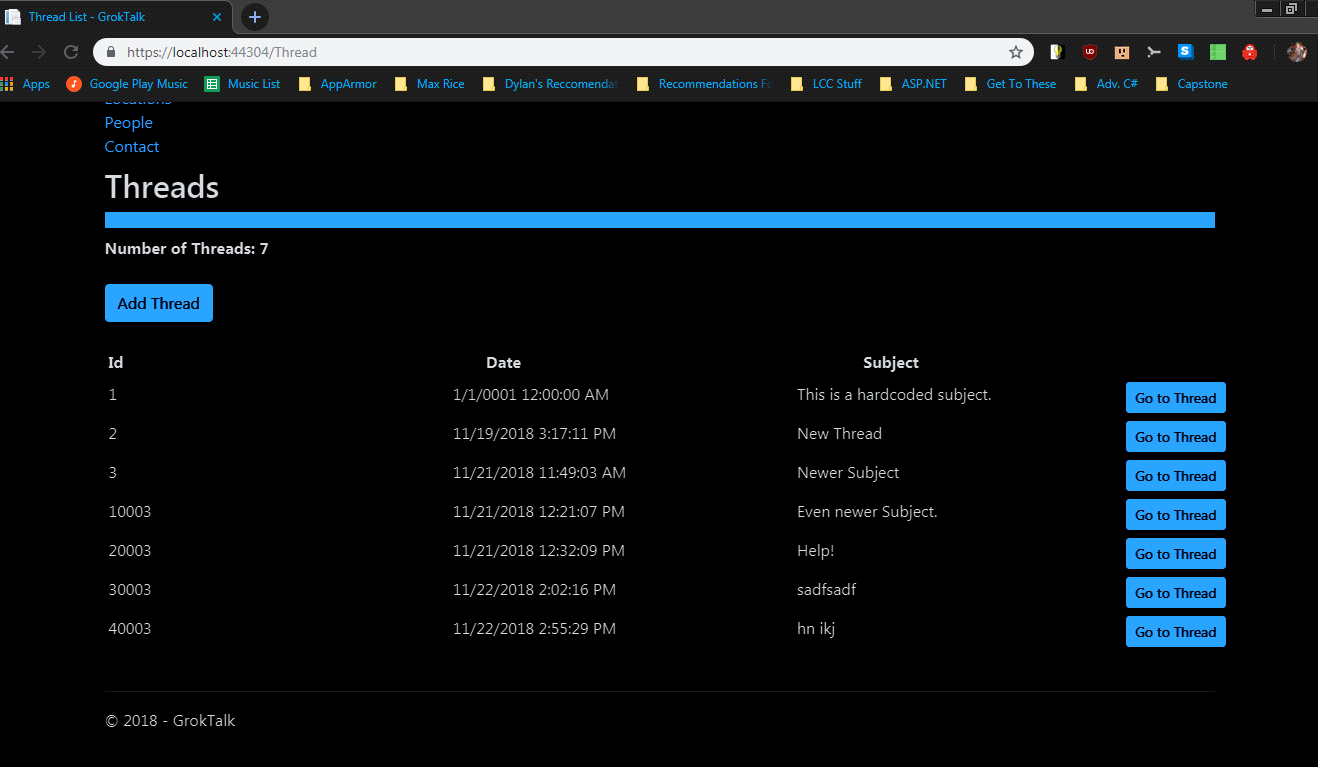 Thread List - GrokTalk
https://localhost:44304/Thread
Apps Google Play Music Music List AppArmor Max Rice Dylan's Reccomenda Recommendations Fo LCC Stuff ASP.NET Get To These Adv. C# Capstone
Locations
People
Contact
Threads
Number of Threads: 7
Add Thread
Id Date Subject
1 1/1/0001 12:00:00 AM This is a hardcoded subject. Go to Thread
2 11/19/2018 3:17:11 PM New Thread Go to Thread
3 11/21/2018 11:49:03 AM Newer Subject Go to Thread
10003 11/21/2018 12:21:07 PM Even newer Subject. Go to Thread
20003 11/21/2018 12:32:09 PM Help! Go to Thread
30003 11/22/2018 2:02:16 PM sadfsadf Go to Thread
40003 11/22/2018 2:55:29 PM hn ikj Go to Thread
© 2018 - GrokTalk